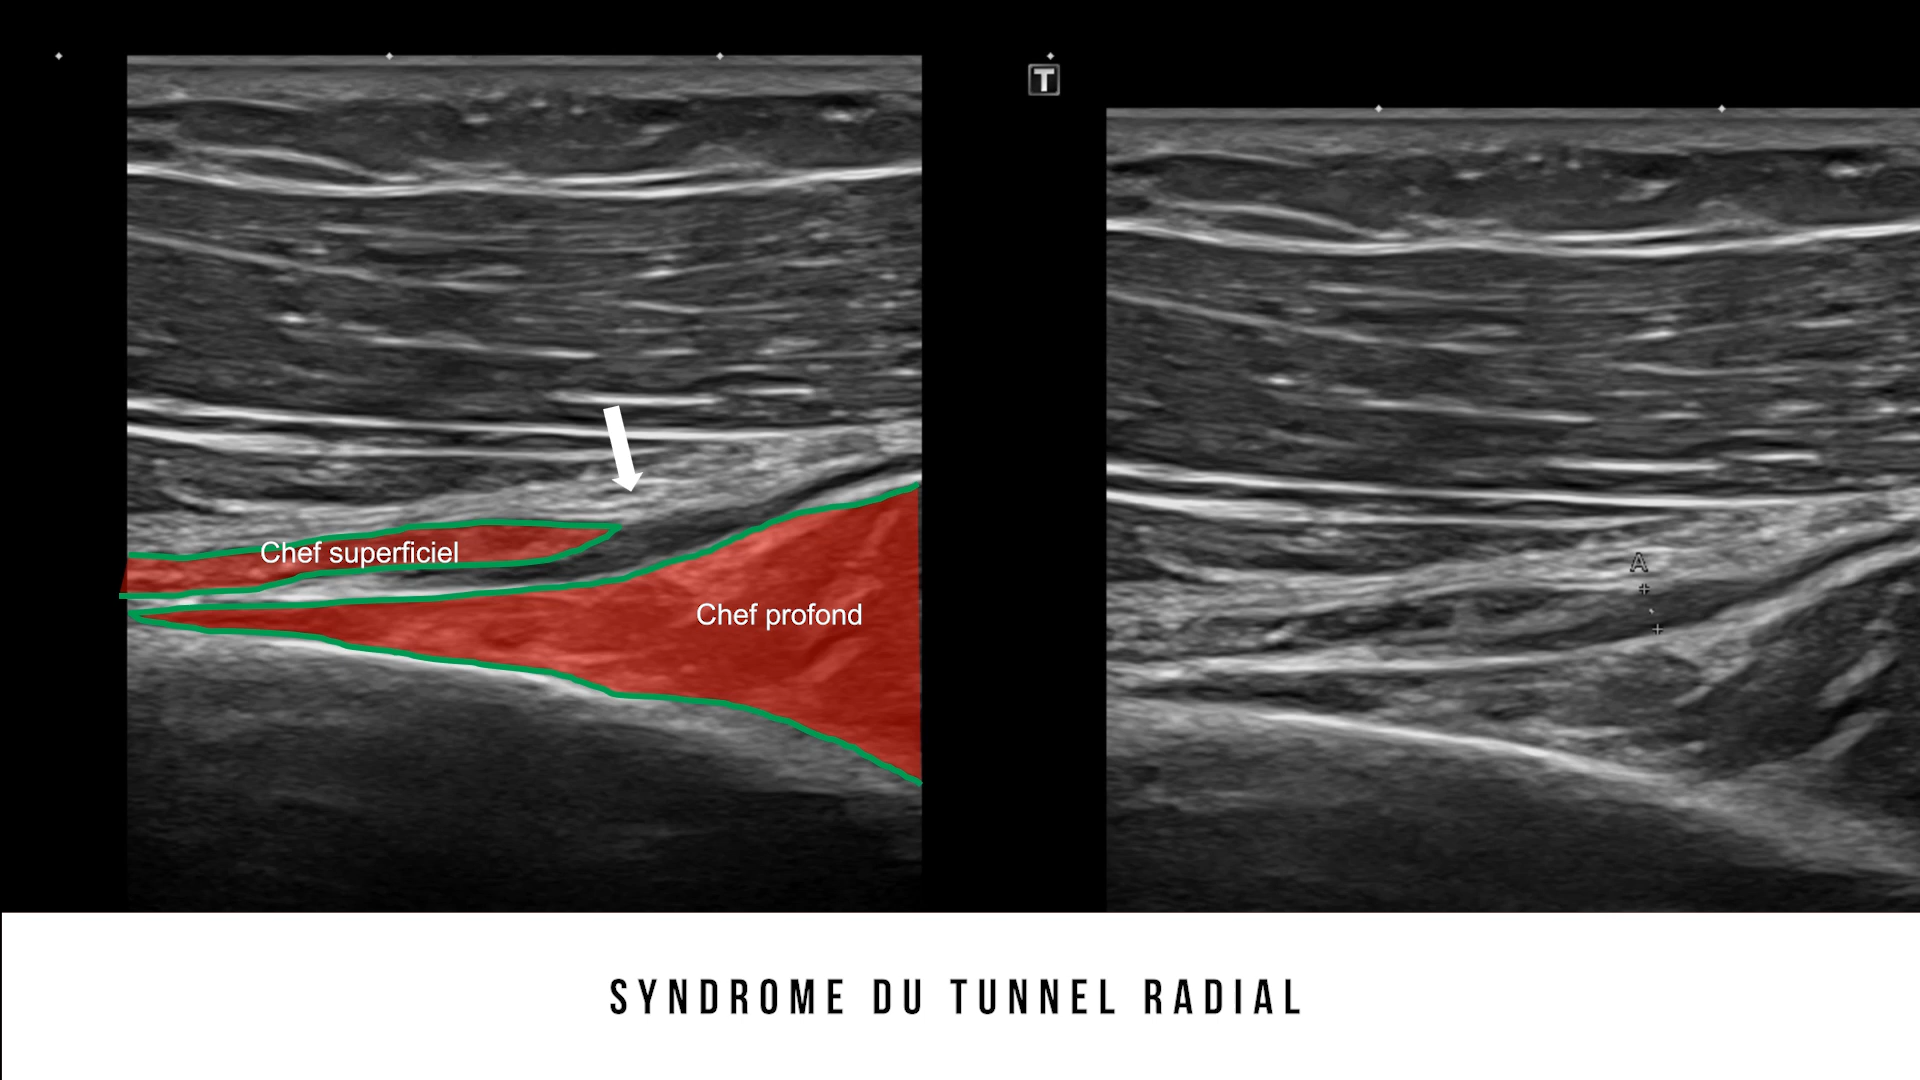 T
Chef superficiel
Chef profond
A
SYNDROME DU TUNNEL RADIAL